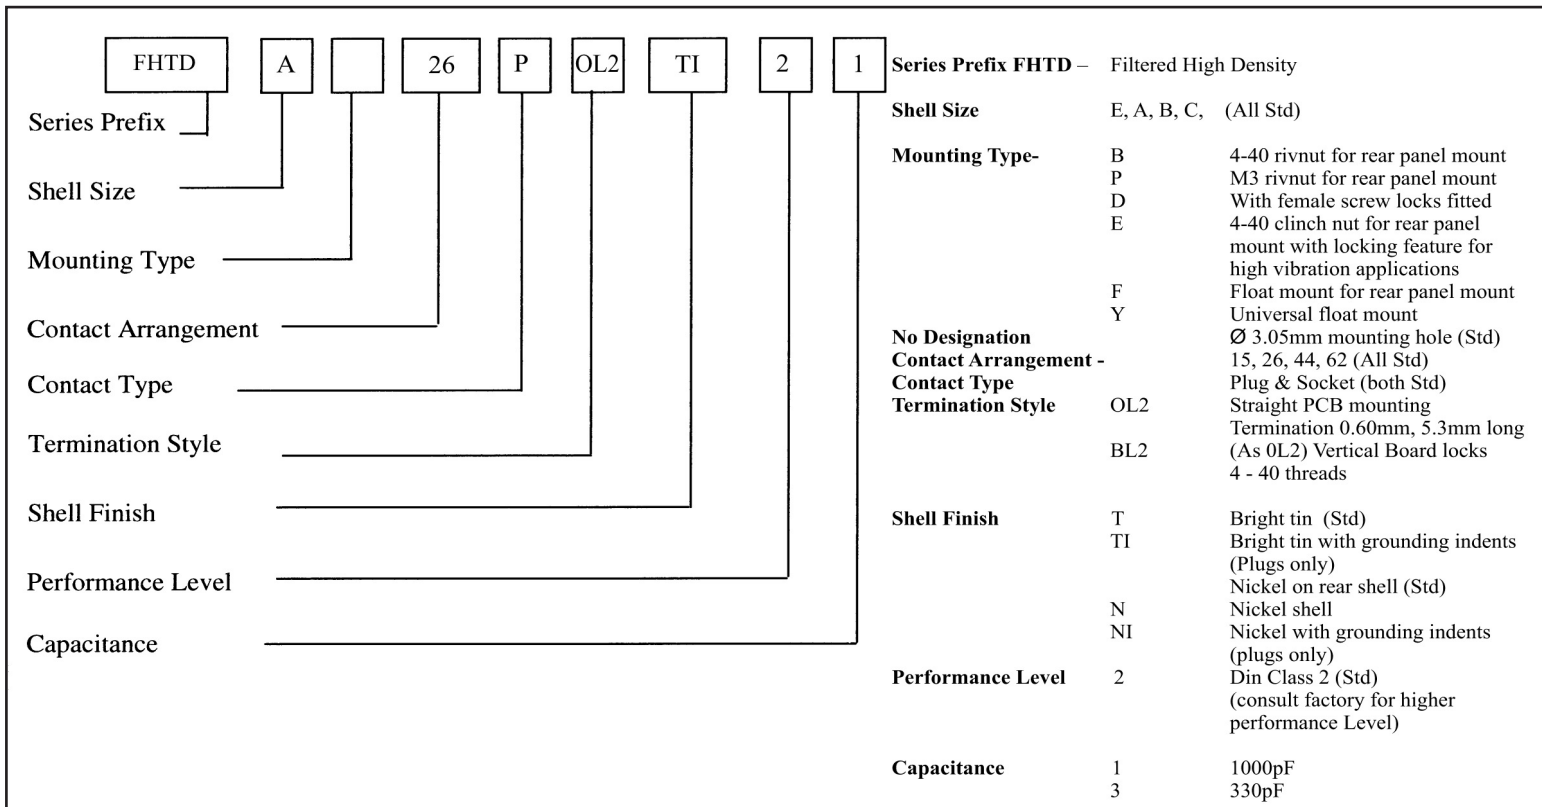 FHTD A 26 P OL2 TI 2 1
Series Prefix
Shell Size
Mounting Type
Contact Arrangement
Contact Type
Termination Style
Shell Finish
Performance Level
Capacitance
Series Prefix FHTD – Filtered High Density
Shell Size E, A, B, C, (All Std)
Mounting Type- B 4-40 rivnut for rear panel mount
P M3 rivnut for rear panel mount
D With female screw locks fitted
E 4-40 clinch nut for rear panel
mount with locking feature for
high vibration applications
F Float mount for rear panel mount
Y Universal float mount
No Designation Ø 3.05mm mounting hole (Std)
Contact Arrangement - 15, 26, 44, 62 (All Std)
Contact Type Plug & Socket (both Std)
Termination Style OL2 Straight PCB mounting
Termination 0.60mm, 5.3mm long
BL2 (As 0L2) Vertical Board locks
4 - 40 threads
Shell Finish T Bright tin (Std)
TI Bright tin with grounding indents
(Plugs only)
Nickel on rear shell (Std)
N Nickel shell
NI Nickel with grounding indents
(plugs only)
Performance Level 2 Din Class 2 (Std)
(consult factory for higher
performance Level)
Capacitance 1 1000pF
3 330pF